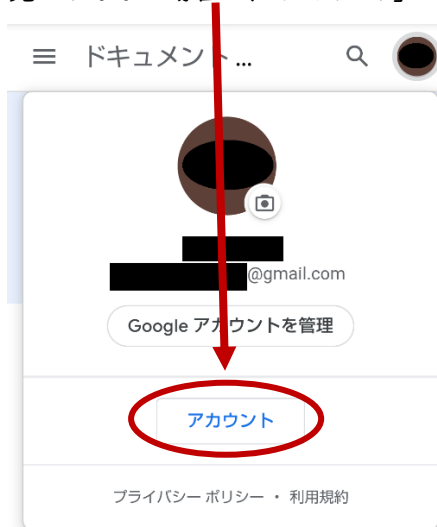 ドキュメント ...
@gmail.com
Google アカウントを管理
アカウント
プライバシー ポリシー ・ 利用規約